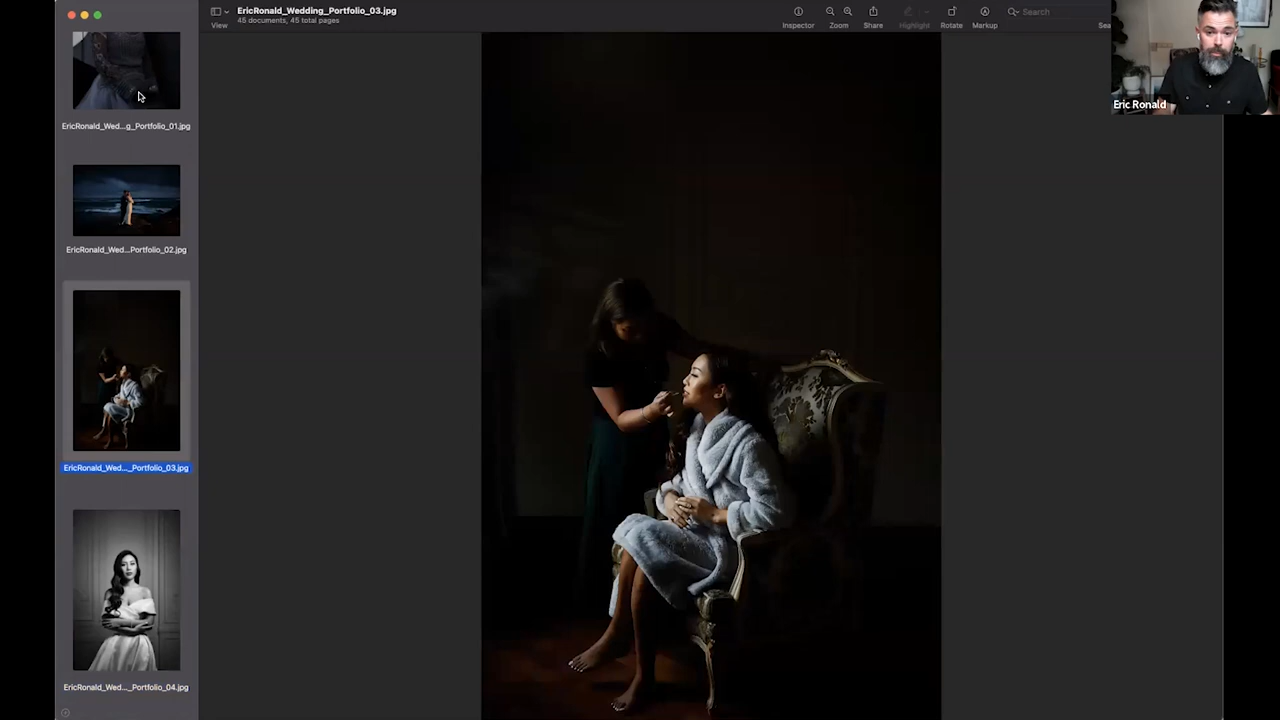 EricRonald_Wedding_Portfolio_03.jpg
45 documents, 45 total pages
View
Inspector
Zoom
Share
Highlight
Rotate
Markup
Search
Sea
Eric Ronald
EricRonald_Wed...g_Portfolio_01.jpg
EricRonald_Wed...Portfolio_02.jpg
EricRonald_Wed..._Portfolio_03.jpg
EricRonald_Wed..._Portfolio_04.jpg